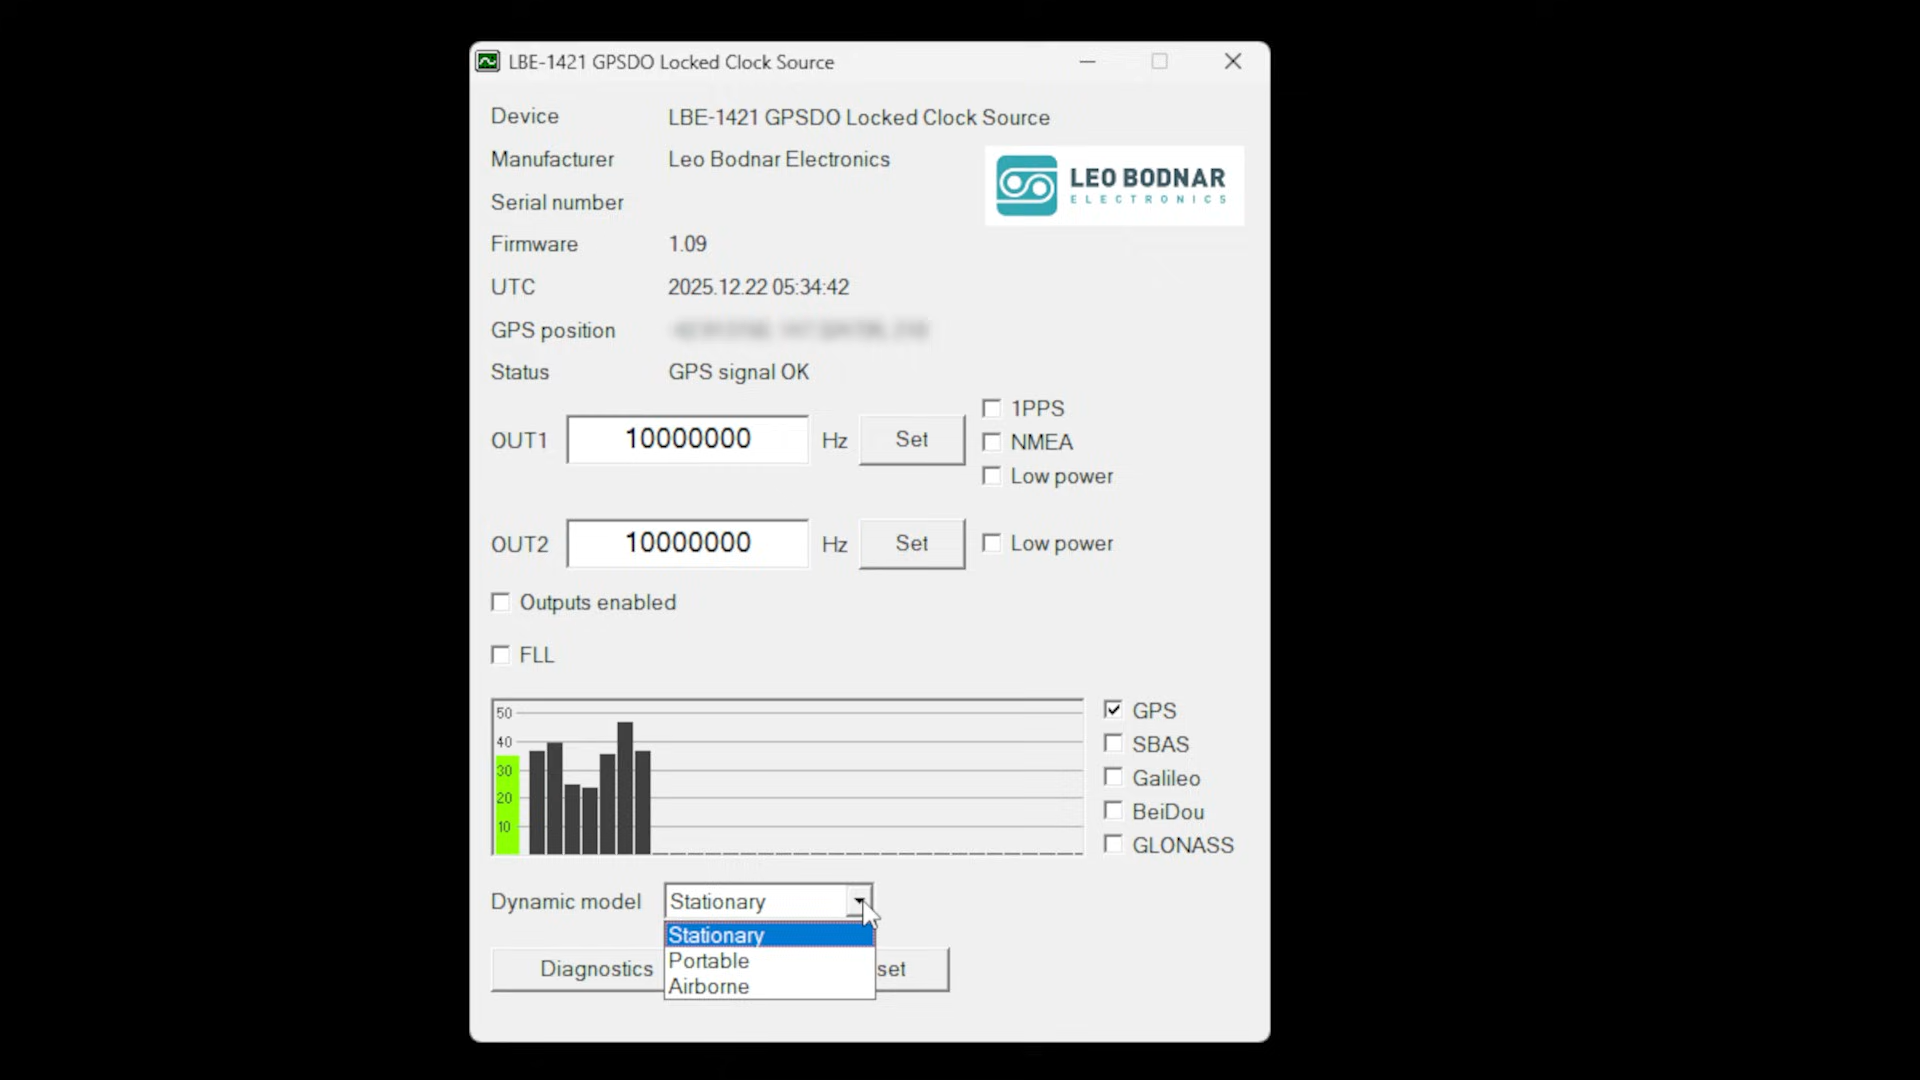 LBE-1421 GPSDO Locked Clock Source
Device LBE-1421 GPSDO Locked Clock Source
Manufacturer Leo Bodnar Electronics
LEO BODNAR
ELECTRONICS
Serial number
Firmware 1.09
UTC 2025.12.22 05:34:42
GPS position
Status GPS signal OK
1PPS
OUT1 10000000 Hz Set NMEA
Low power
OUT2 10000000 Hz Set Low power
Outputs enabled
FLL
50
40
30
20
10
GPS
SBAS
Galileo
BeiDou
GLONASS
Dynamic model Stationary
Stationary
Portable
Airborne
Diagnostics set